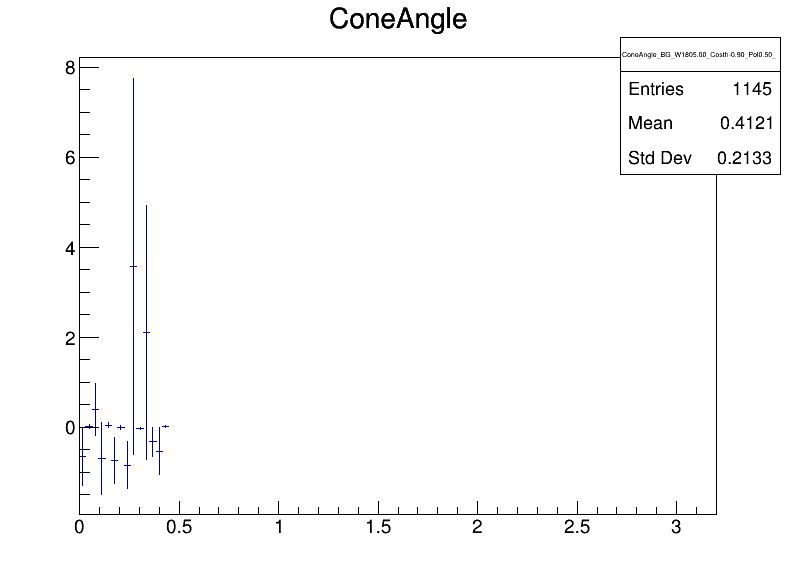 ConeAngle
ConeAngle_BG_W1805.00_Costh-0.90_Pol0.50_
Entries 1145
Mean 0.4121
Std Dev 0.2133
8
6
4
2
0
0 0.5 1 1.5 2 2.5 3